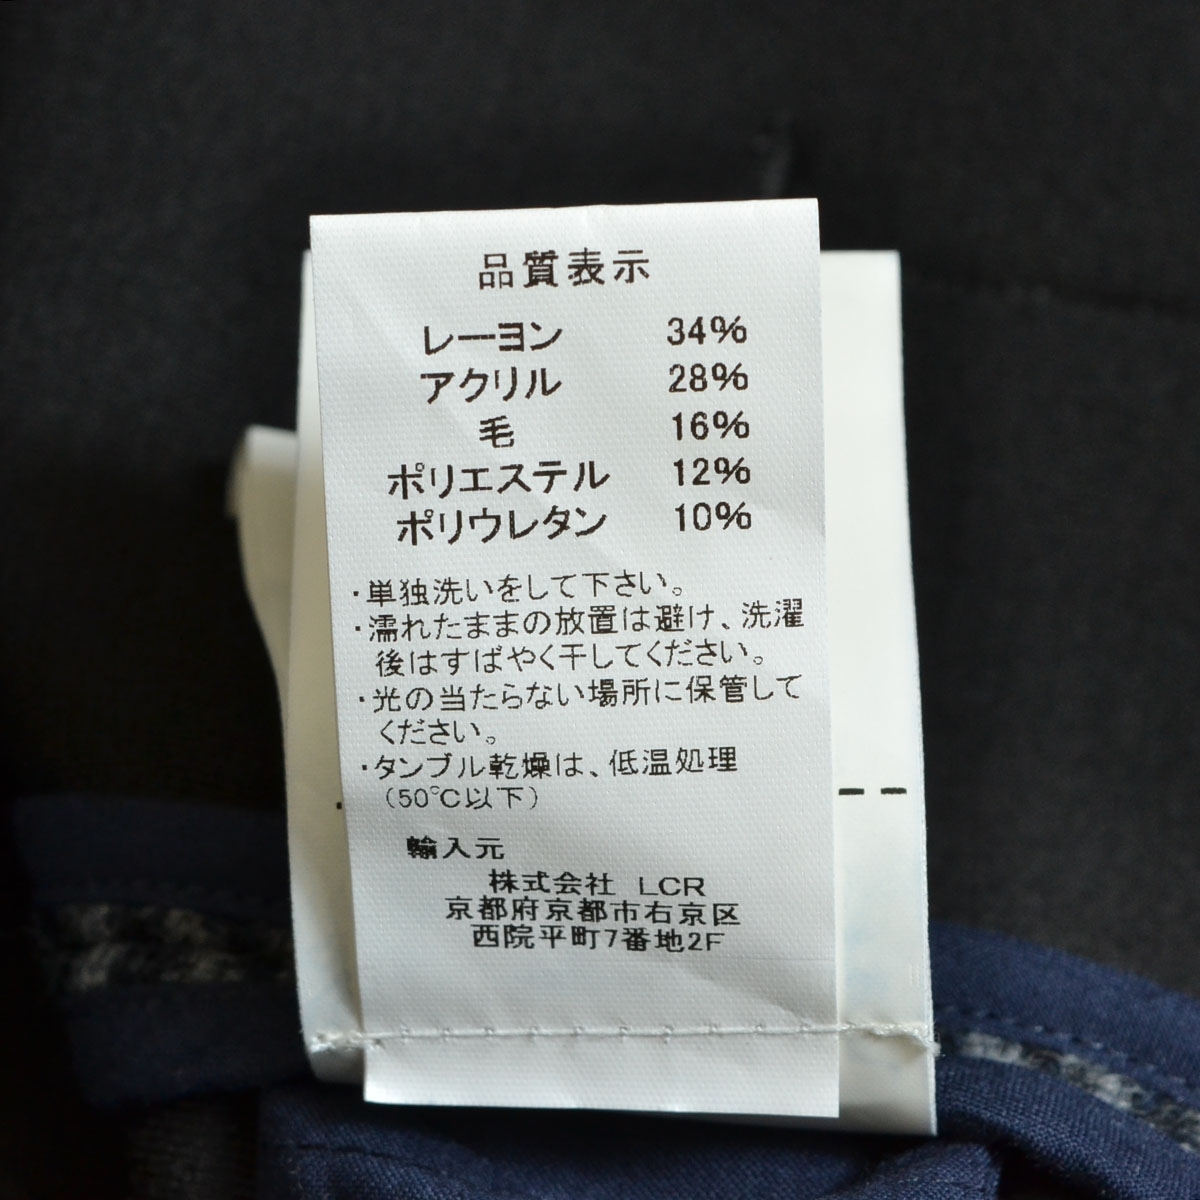 品質表示
レーヨン 34%
アクリル 28%
毛 16%
ポリエステル 12%
ポリウレタン 10%
・単独洗いをして下さい。
・濡れたままの放置は避け、洗濯
後はすばやく干してください。
・光の当たらない場所に保管して
ください。
・タンブル乾燥は、低温処理
（50℃以下）
輸入元
株式会社 LCR
京都府京都市右京区
西院平町7番地2F